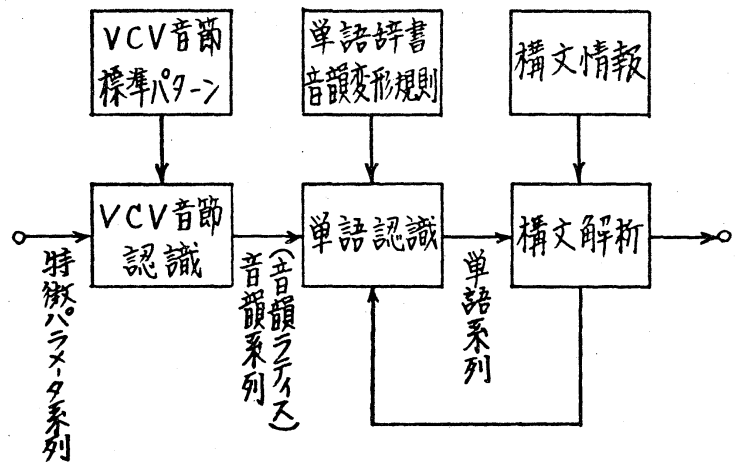 VCV音節
標準パターン
単語辞書
音韻変形規則
構文情報
VCV音節
認識
単語認識
構文解析
特徴パラメータ系列
音韻系列
(音韻ラティス)
単語系列